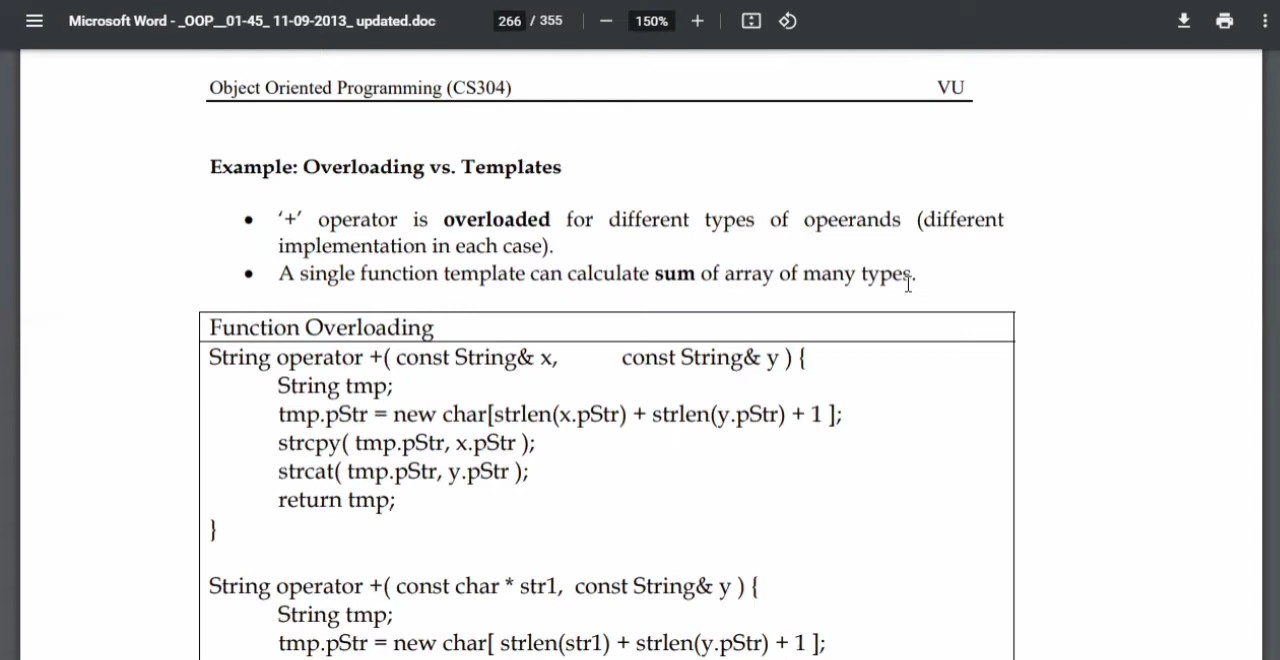 Microsoft Word - _OOP__01-45_ 11-09-2013_ updated.doc 266 / 355 150%
Object Oriented Programming (CS304) VU
Example: Overloading vs. Templates
• ‘+’ operator is overloaded for different types of opeerands (different
implementation in each case).
• A single function template can calculate sum of array of many types.
Function Overloading
String operator +( const String& x, const String& y ) {
String tmp;
tmp.pStr = new char[strlen(x.pStr) + strlen(y.pStr) + 1 ];
strcpy( tmp.pStr, x.pStr );
strcat( tmp.pStr, y.pStr );
return tmp;
}
String operator +( const char * str1, const String& y ) {
String tmp;
tmp.pStr = new char[ strlen(str1) + strlen(y.pStr) + 1 ];